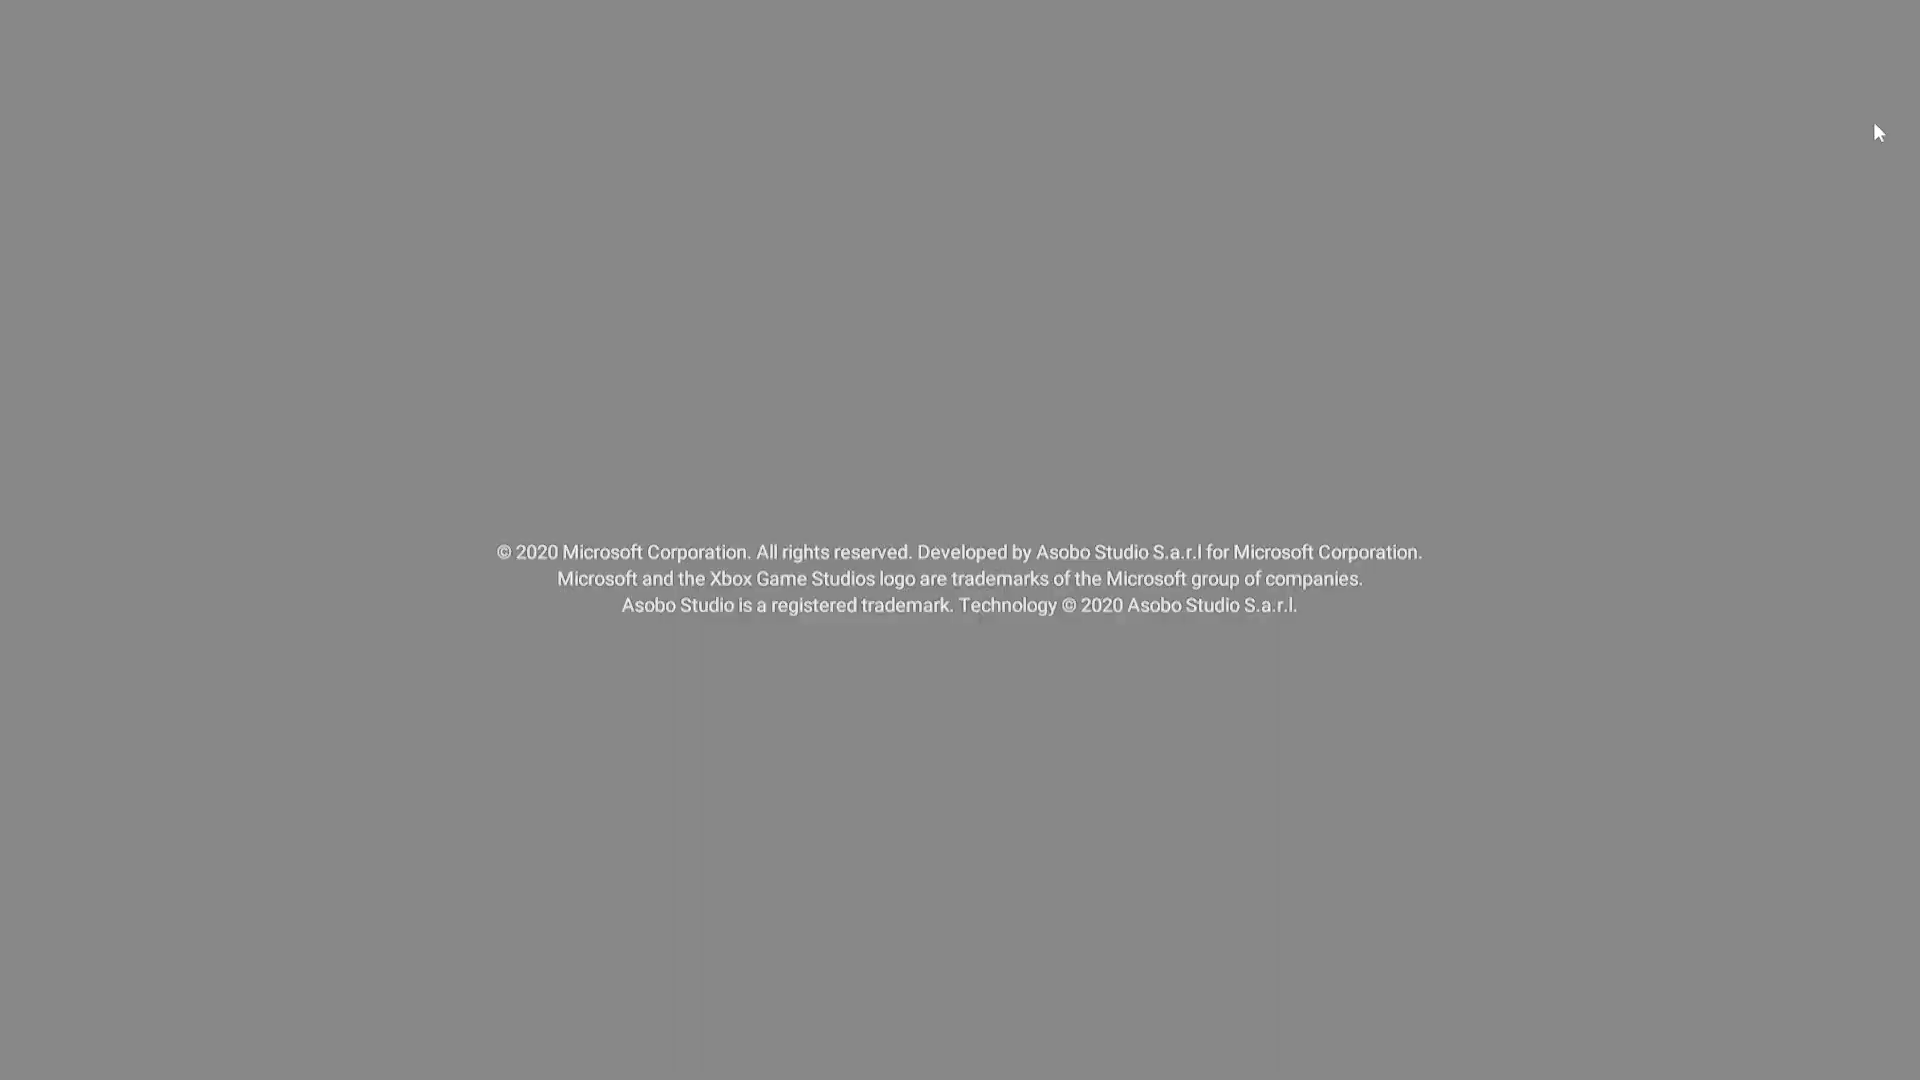 © 2020 Microsoft Corporation. All rights reserved. Developed by Asobo Studio S.a.r.l for Microsoft Corporation.
Microsoft and the Xbox Game Studios logo are trademarks of the Microsoft group of companies.
Asobo Studio is a registered trademark. Technology © 2020 Asobo Studio S.a.r.l.